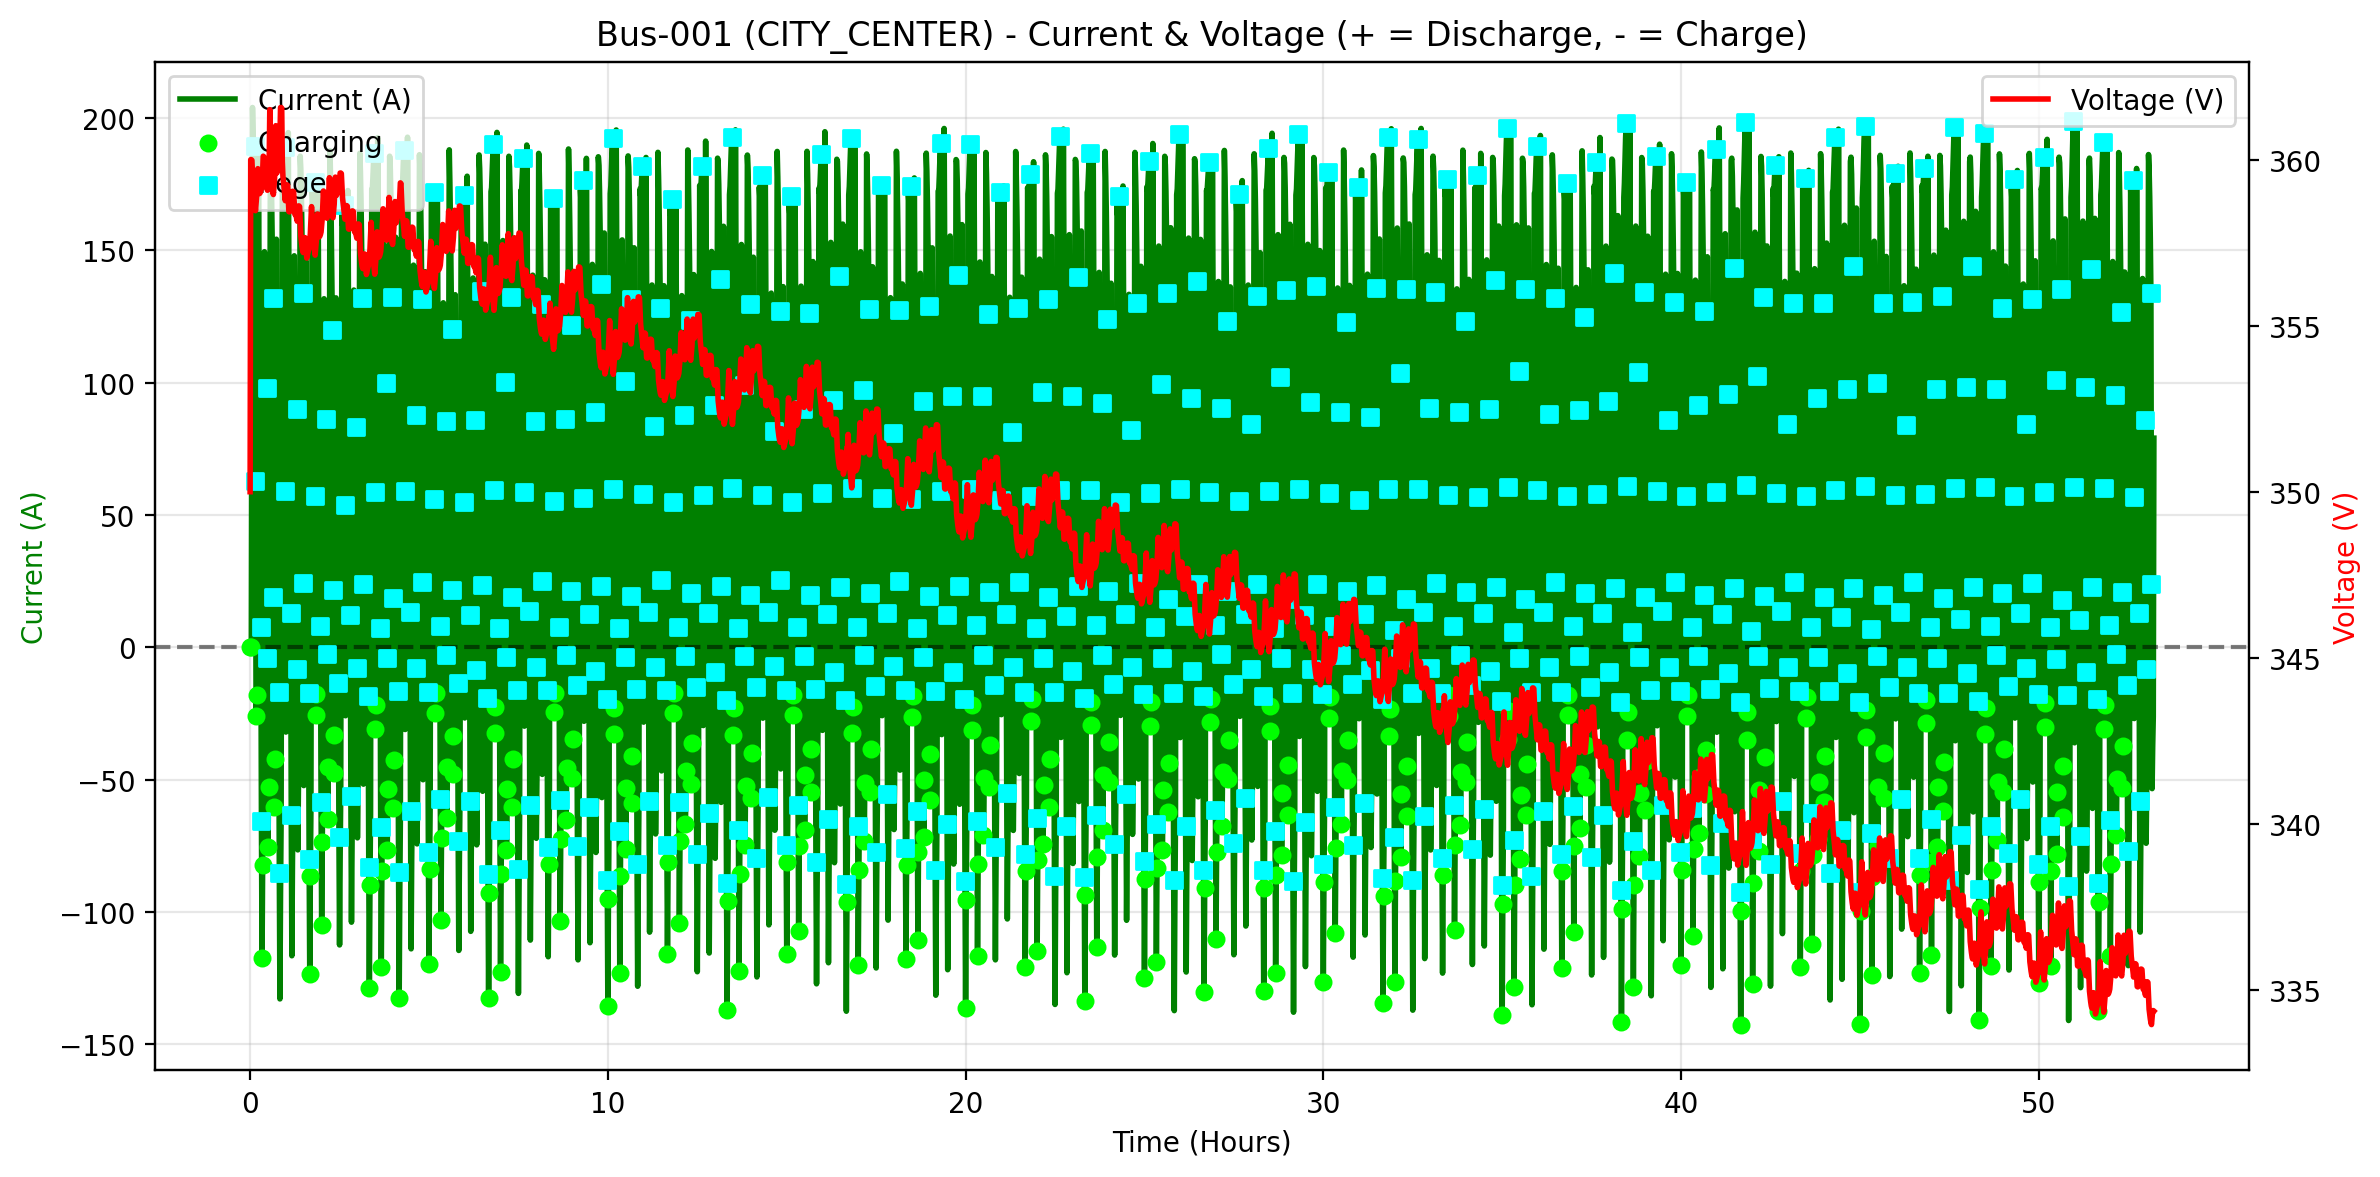 Bus-001 (CITY_CENTER) - Current & Voltage (+ = Discharge, - = Charge)
Current (A)
Charging
Voltage (V)
200
150
100
50
0
−50
−100
−150
Current (A)
360
355
350
345
340
335
Voltage (V)
0
10
20
30
40
50
Time (Hours)